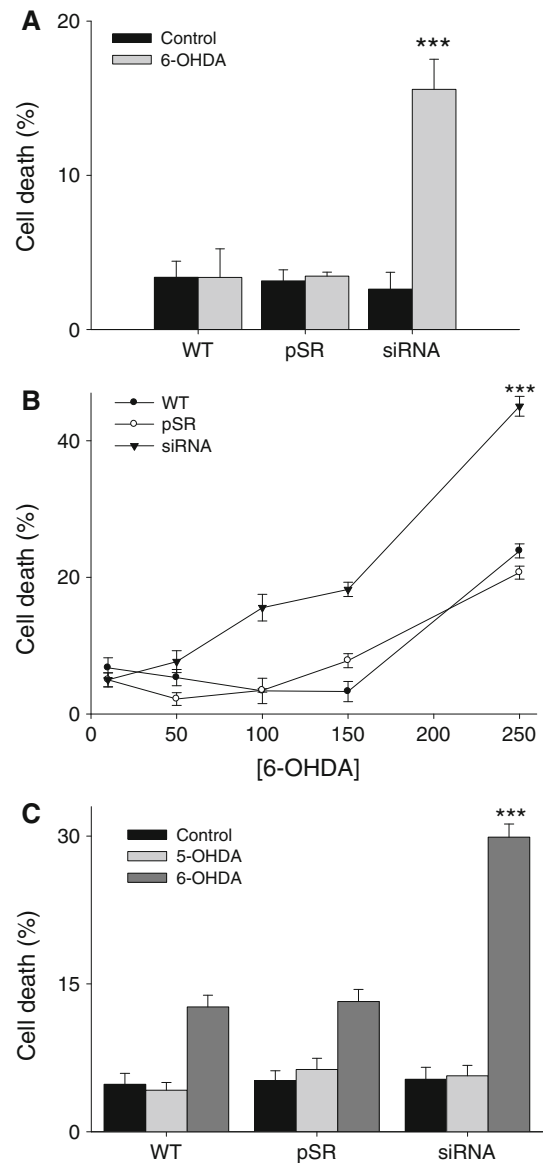 A
Control
6-OHDA
***
20
10
0
Cell death (%)
WT pSR siRNA
B
WT
pSR
siRNA
***
40
20
0
Cell death (%)
0 50 100 150 200 250
[6-OHDA]
C
Control
5-OHDA
6-OHDA
***
30
15
0
Cell death (%)
WT pSR siRNA